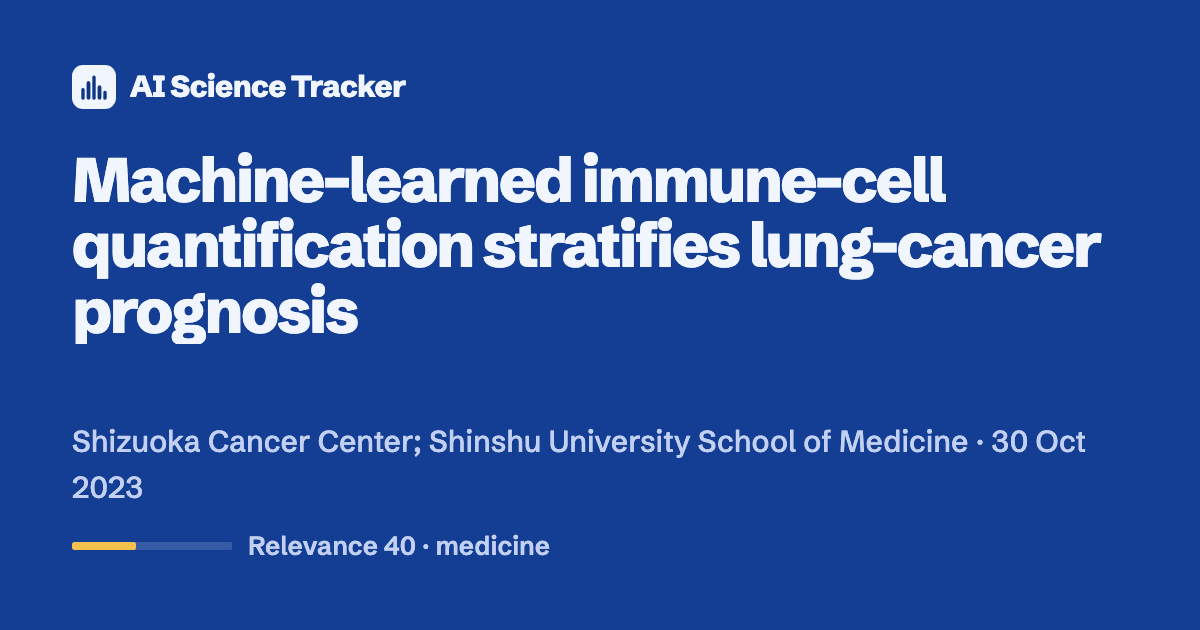 AI Science Tracker
Machine-learned immune-cell
quantification stratifies lung-cancer
prognosis
Shizuoka Cancer Center; Shinshu University School of Medicine · 30 Oct
2023
Relevance 40 · medicine